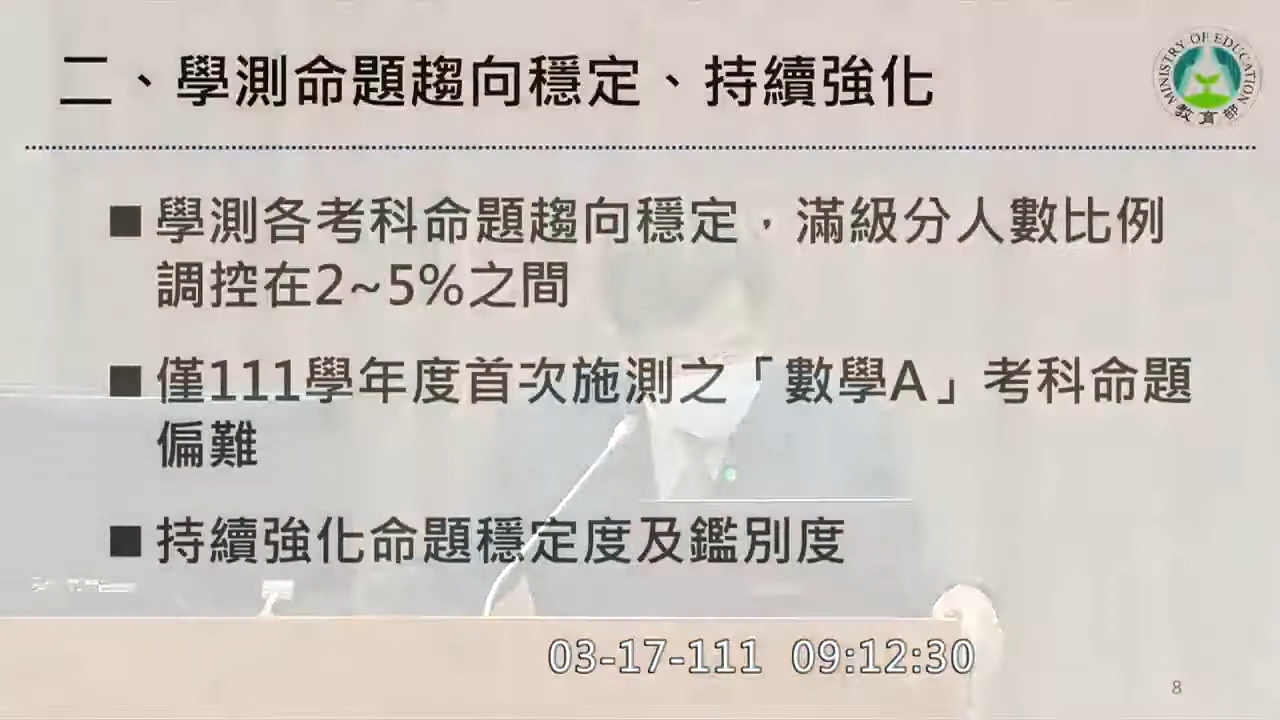 二、學測命題趨向穩定、持續強化
MINISTRY OF EDUCATION
教育部
■學測各考科命題趨向穩定，滿級分人數比例
調控在2~5%之間
■僅111學年度首次施測之「數學A」考科命題
偏難
■持續強化命題穩定度及鑑別度
03-17-111 09:12:30
8